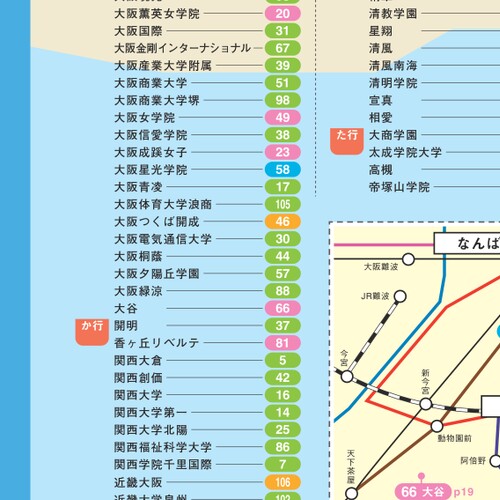 大阪薫英女学院 20
大阪国際 31
大阪金剛インターナショナル 67
大阪産業大学附属 39
大阪商業大学 51
大阪商業大学堺 98
大阪女学院 49
大阪信愛学院 38
大阪成蹊女子 23
大阪星光学院 58
大阪青凌 17
大阪体育大学浪商 105
大阪つくば開成 46
大阪電気通信大学 30
大阪桐蔭 44
大阪夕陽丘学園 57
大阪緑涼 88
大谷 66
か行
開明 37
香ヶ丘リベルテ 81
関西大倉 5
関西創価 42
関西大学 16
関西大学第一 14
関西大学北陽 25
関西福祉科学大学 86
関西学院千里国際 7
近畿大阪 106
近畿大学泉州
清教学園
星翔
清風
清風南海
清明学院
宣真
相愛
た行
大商学園
太成学院大学
高槻
帝塚山学院
なんば
大阪難波
JR難波
今宮
新今宮
動物園前
天下茶屋
阿倍野
66 大谷 p19